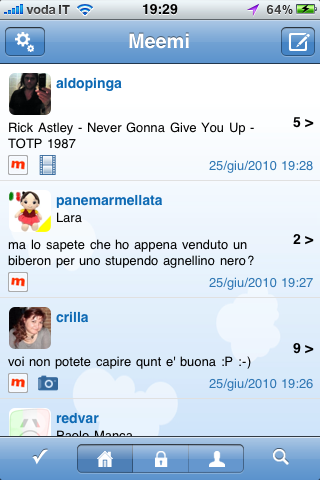 voda IT 19:29 64%
Meemi
aldopinga
Rick Astley - Never Gonna Give You Up -
TOTP 1987
5 >
m 25/giu/2010 19:28
panemarmellata
Lara
ma lo sapete che ho appena venduto un
biberon per uno stupendo agnellino nero?
2 >
m 25/giu/2010 19:27
crilla
voi non potete capire qunt e' buona :P :-)
9 >
m 25/giu/2010 19:26
redvar
Paolo Manca